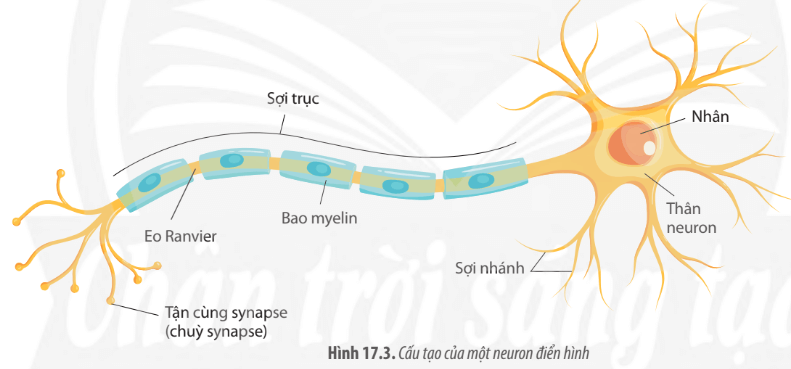 Sợi trục
Nhân
Thân
neuron
Eo Ranvier
Bao myelin
Sợi nhánh
Tận cùng synapse
(chuỳ synapse)
Chân trời sáng tạo
Hình 17.3. Cấu tạo của một neuron điển hình